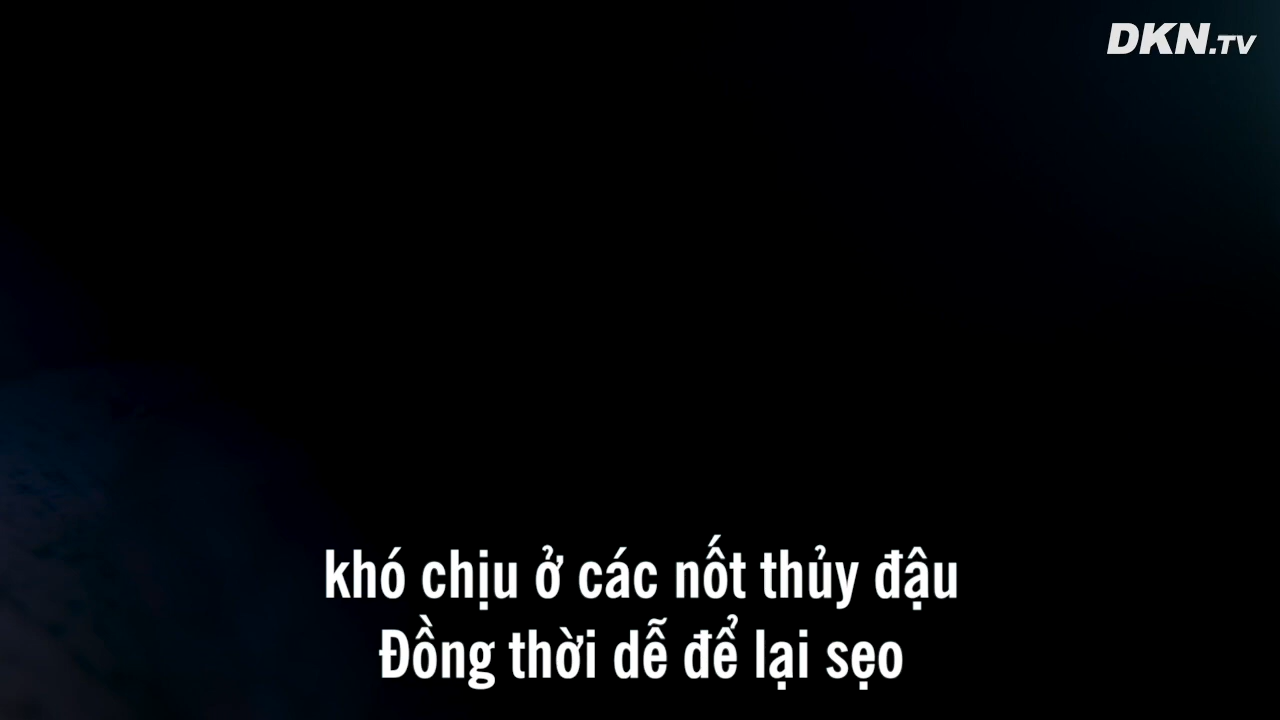 DKN.TV
khó chịu ở các nốt thủy đậu
Đồng thời dễ để lại sẹo